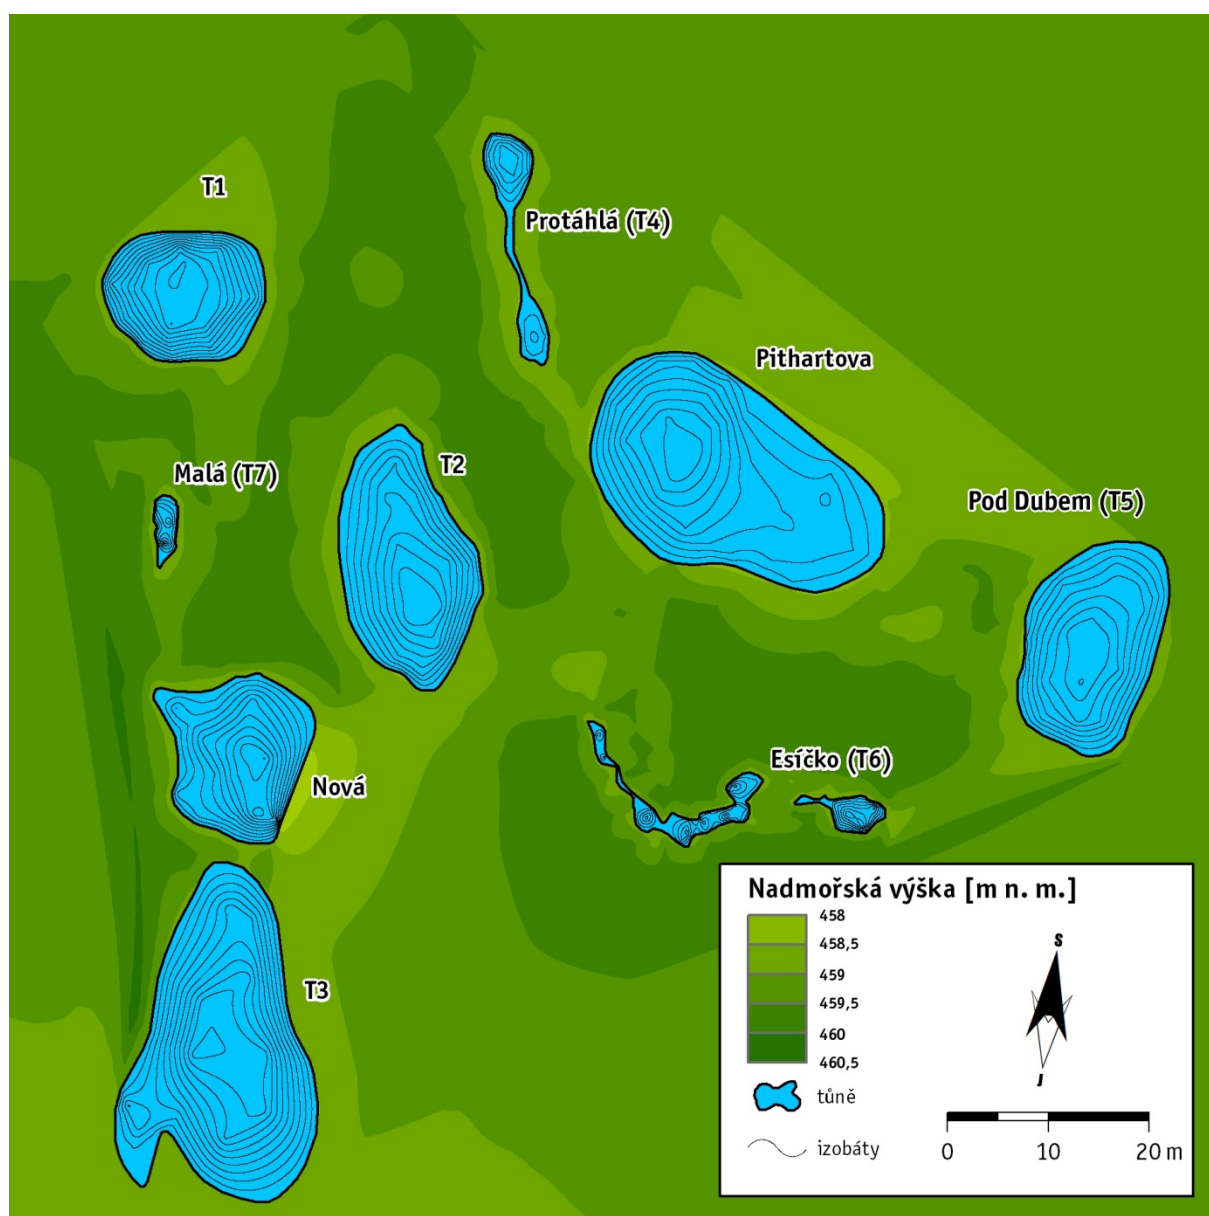 T1
Protáhlá (T4)
Pithartova
Malá (T7)
T2
Pod Dubem (T5)
Nová
Esíčko (T6)
T3
Nadmořská výška [m n. m.]
458
458,5
459
459,5
460
460,5
tůně
izobáty
S
J
0 10 20 m